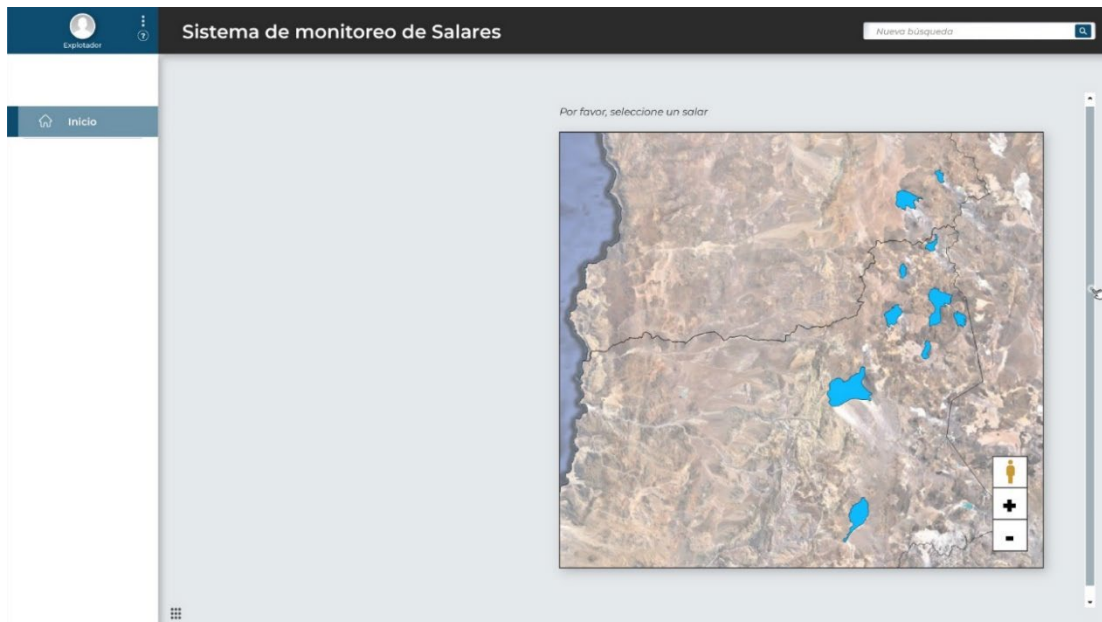 Explotador
Sistema de monitoreo de Salares
Nueva búsqueda
Inicio
Por favor, seleccione un salar